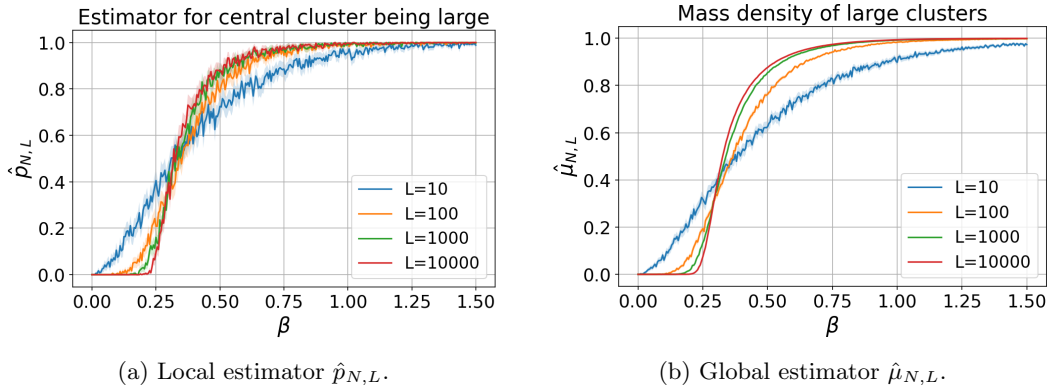 Estimator for central cluster being large
1.0
0.8
0.6
0.4
0.2
0.0
p̂_{N,L}
L=10
L=100
L=1000
L=10000
0.00 0.25 0.50 0.75 1.00 1.25 1.50
β
(a) Local estimator p̂_{N,L}.
Mass density of large clusters
1.0
0.8
0.6
0.4
0.2
0.0
μ̂_{N,L}
L=10
L=100
L=1000
L=10000
0.00 0.25 0.50 0.75 1.00 1.25 1.50
β
(b) Global estimator μ̂_{N,L}.